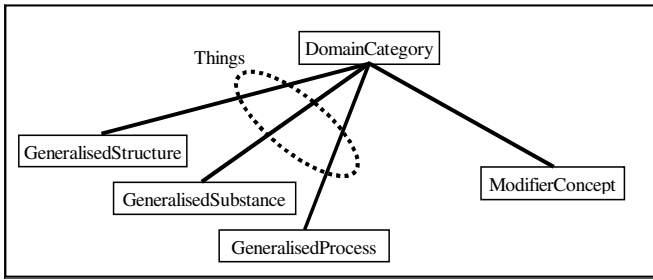 DomainCategory
Things
GeneralisedStructure
GeneralisedSubstance
ModifierConcept
GeneralisedProcess